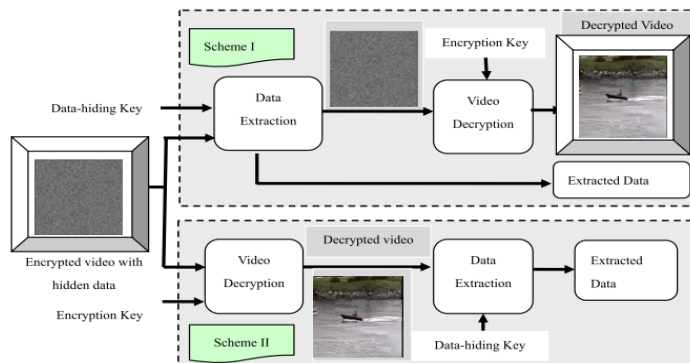 Decrypted Video
Scheme I
Encryption Key
Data-hiding Key
Data
Extraction
Video
Decryption
Extracted Data
Encrypted video with
hidden data
Encryption Key
Video
Decryption
Decrypted video
Data
Extraction
Extracted
Data
Scheme II
Data-hiding Key